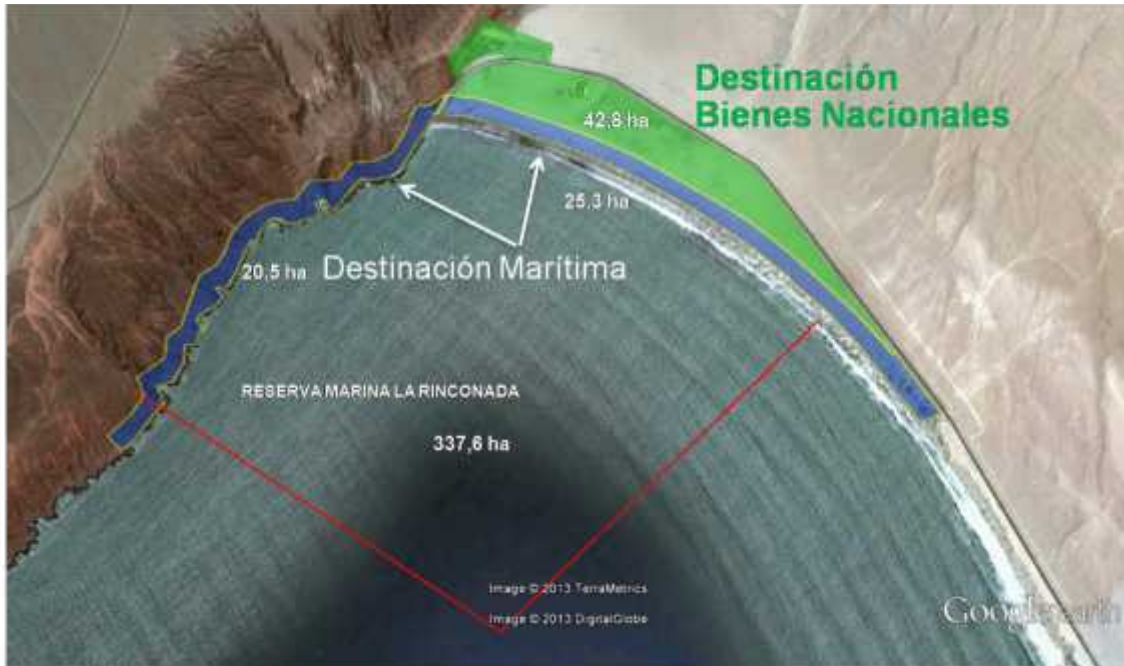 Destinación
Bienes Nacionales
42,8 ha
25,3 ha
20,5 ha
Destinación Marítima
RESERVA MARINA LA RINCONADA
337,6 ha
Image © 2013 TerraMetrics
Image © 2013 DigitalGlobe
Google earth